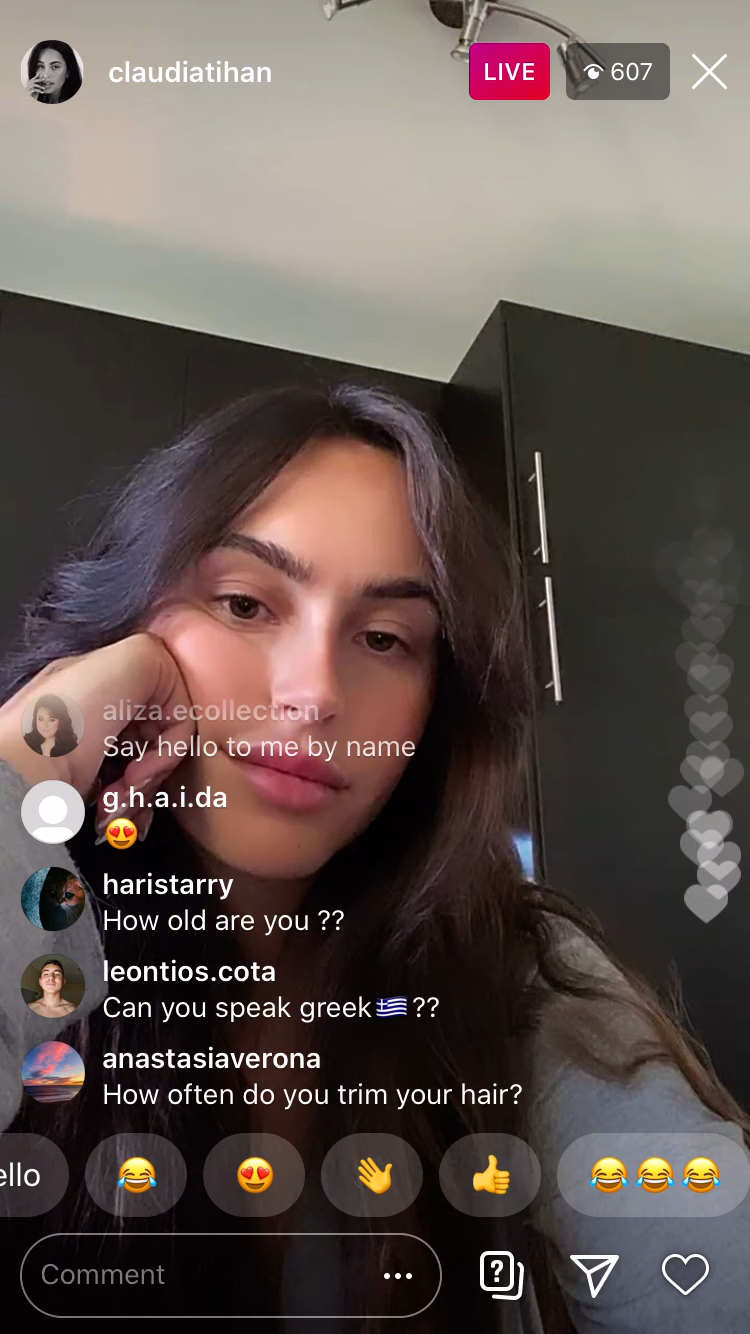 claudiatihan
LIVE
607
aliza.ecollection
Say hello to me by name
g.h.a.i.da
😍
haristarry
How old are you ??
leontios.cota
Can you speak greek🇬🇷??
anastasiaverona
How often do you trim your hair?
ello
😂
😍
👋
👍
😂😂😂
Comment